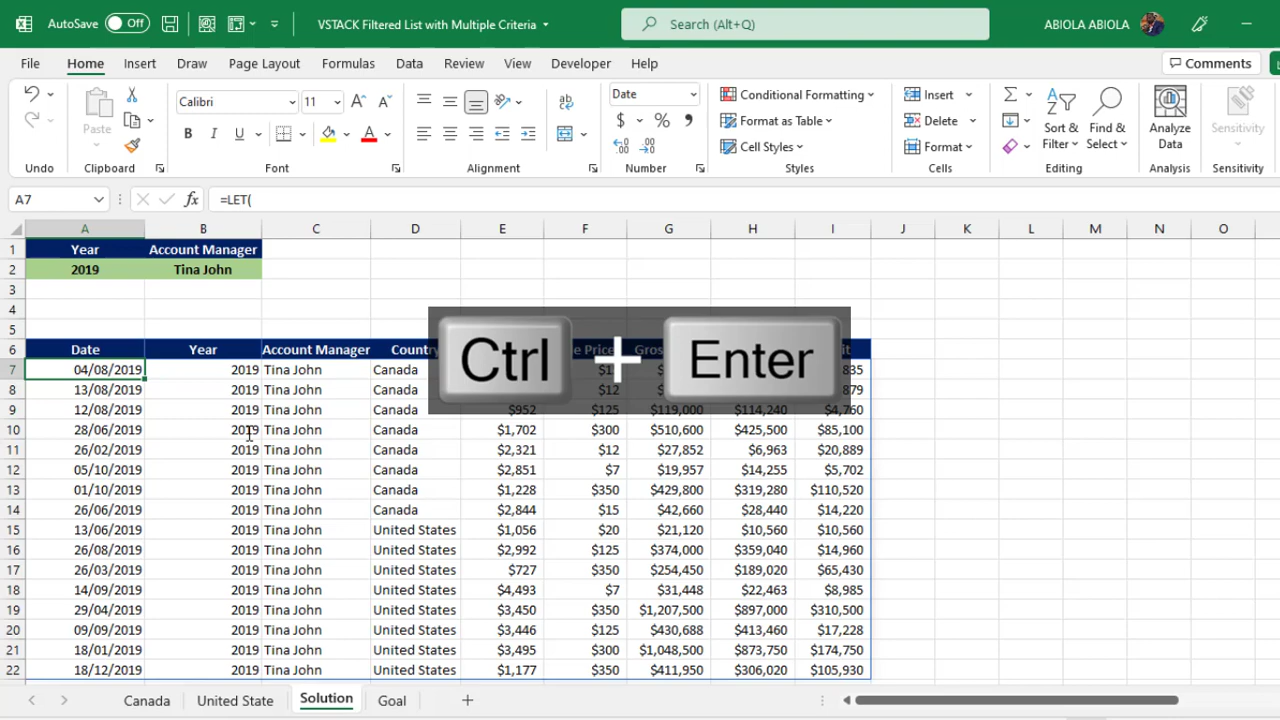 AutoSave Off VSTACK Filtered List with Multiple Criteria Search (Alt+Q) ABIOLA ABIOLA
File Home Insert Draw Page Layout Formulas Data Review View Developer Help Comments
Calibri 11 Date Conditional Formatting Insert
Paste Format as Table Delete Sort & Filter Find & Select Analyze Data Sensitivity
Cell Styles Format
Undo Clipboard Font Alignment Number Styles Cells Editing Analysis Sensitivity
A7 fx =LET(
A B C D E F G H I J K L M N O
1 Year Account Manager
2 2019 Tina John
3
4
5
6 Date Year Account Manager
7 04/08/2019 2019 Tina John Canada 835
8 13/08/2019 2019 Tina John Canada $12 879
Ctrl + Enter
9 12/08/2019 2019 Tina John Canada $952 $125 $119,000 $114,240 $4,760
10 28/06/2019 2019 Tina John Canada $1,702 $300 $510,600 $425,500 $85,100
11 26/02/2019 2019 Tina John Canada $2,321 $12 $27,852 $6,963 $20,889
12 05/10/2019 2019 Tina John Canada $2,851 $7 $19,957 $14,255 $5,702
13 01/10/2019 2019 Tina John Canada $1,228 $350 $429,800 $319,280 $110,520
14 26/06/2019 2019 Tina John Canada $2,844 $15 $42,660 $28,440 $14,220
15 13/06/2019 2019 Tina John United States $1,056 $20 $21,120 $10,560 $10,560
16 26/08/2019 2019 Tina John United States $2,992 $125 $374,000 $359,040 $14,960
17 26/03/2019 2019 Tina John United States $727 $350 $254,450 $189,020 $65,430
18 14/09/2019 2019 Tina John United States $4,493 $7 $31,448 $22,463 $8,985
19 29/04/2019 2019 Tina John United States $3,450 $350 $1,207,500 $897,000 $310,500
20 09/09/2019 2019 Tina John United States $3,446 $125 $430,688 $413,460 $17,228
21 18/01/2019 2019 Tina John United States $3,495 $300 $1,048,500 $873,750 $174,750
22 18/12/2019 2019 Tina John United States $1,177 $350 $411,950 $306,020 $105,930
Canada United State Solution Goal